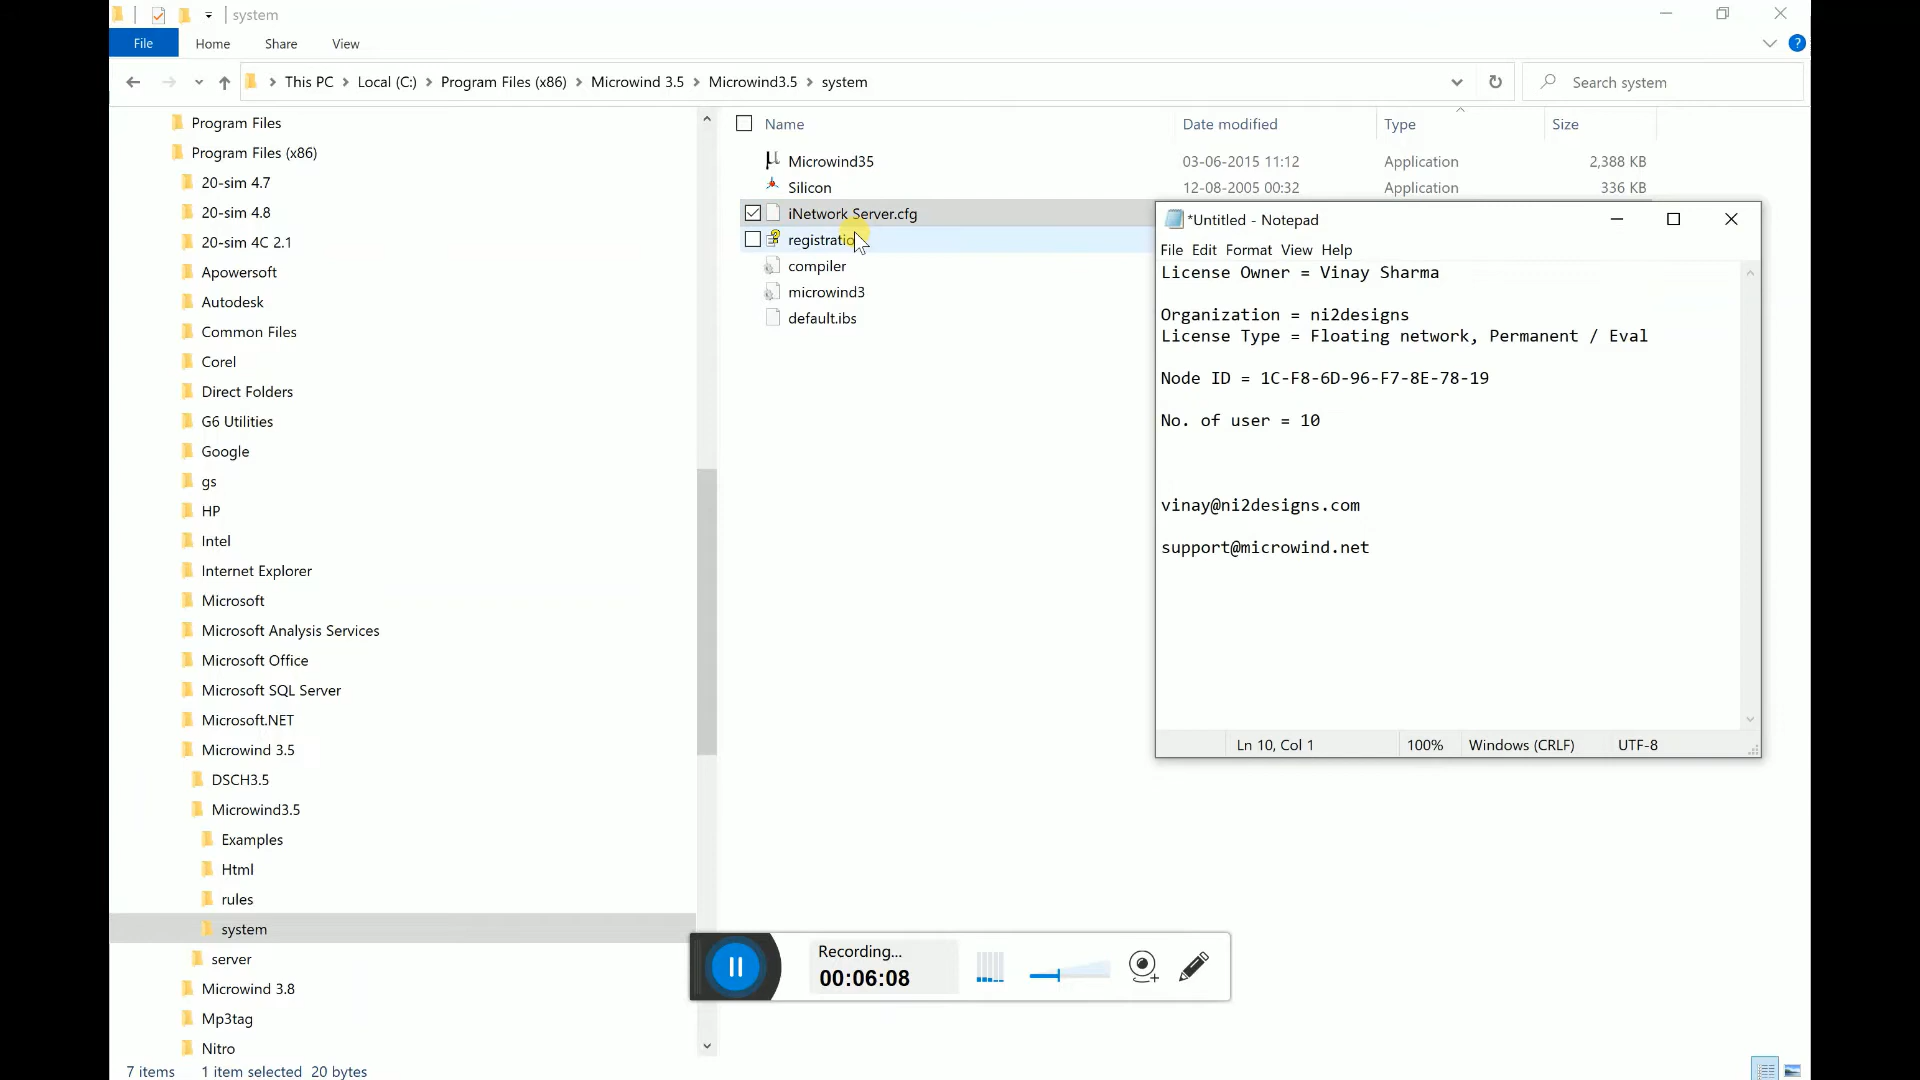 system
File
Home
Share
View
This PC
Local (C:)
Program Files (x86)
Microwind 3.5
Microwind3.5
system
Search system
Program Files
Program Files (x86)
20-sim 4.7
20-sim 4.8
20-sim 4C 2.1
Apowersoft
Autodesk
Common Files
Corel
Direct Folders
G6 Utilities
Google
gs
HP
Intel
Internet Explorer
Microsoft
Microsoft Analysis Services
Microsoft Office
Microsoft SQL Server
Microsoft.NET
Microwind 3.5
DSCH3.5
Microwind3.5
Examples
Html
rules
system
server
Microwind 3.8
Mp3tag
Nitro
7 items
1 item selected 20 bytes
Name
Date modified
Type
Size
Microwind35
03-06-2015 11:12
Application
2,388 KB
Silicon
12-08-2005 00:32
Application
336 KB
iNetwork Server.cfg
registratio
compiler
microwind3
default.ibs
*Untitled - Notepad
File Edit Format View Help
License Owner = Vinay Sharma
Organization = ni2designs
License Type = Floating network, Permanent / Eval
Node ID = 1C-F8-6D-96-F7-8E-78-19
No. of user = 10
vinay@ni2designs.com
support@microwind.net
Ln 10, Col 1
100%
Windows (CRLF)
UTF-8
Recording...
00:06:08